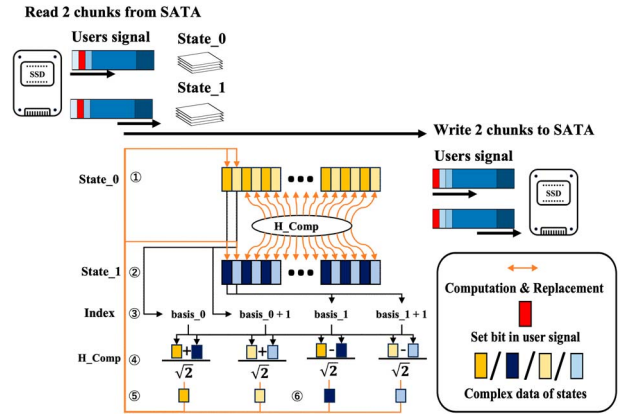 Read 2 chunks from SATA
Users signal
State_0
SSD
State_1
SSD
Write 2 chunks to SATA
Users signal
SSD
SSD
State_0 ①
H_Comp
State_1 ②
Index ③ basis_0 basis_0 + 1 basis_1 basis_1 + 1
H_Comp ④ + + - -
√2 √2 √2 √2
⑤ ⑥
Computation & Replacement
Set bit in user signal
/ / /
Complex data of states